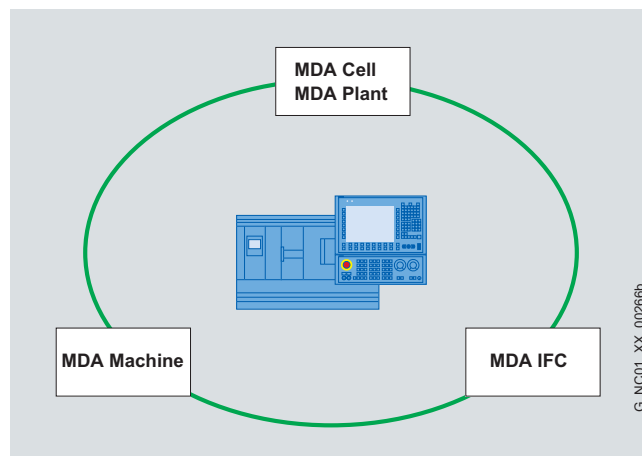 MDA Cell
MDA Plant
MDA Machine
MDA IFC
G_NC01_XX_00266b